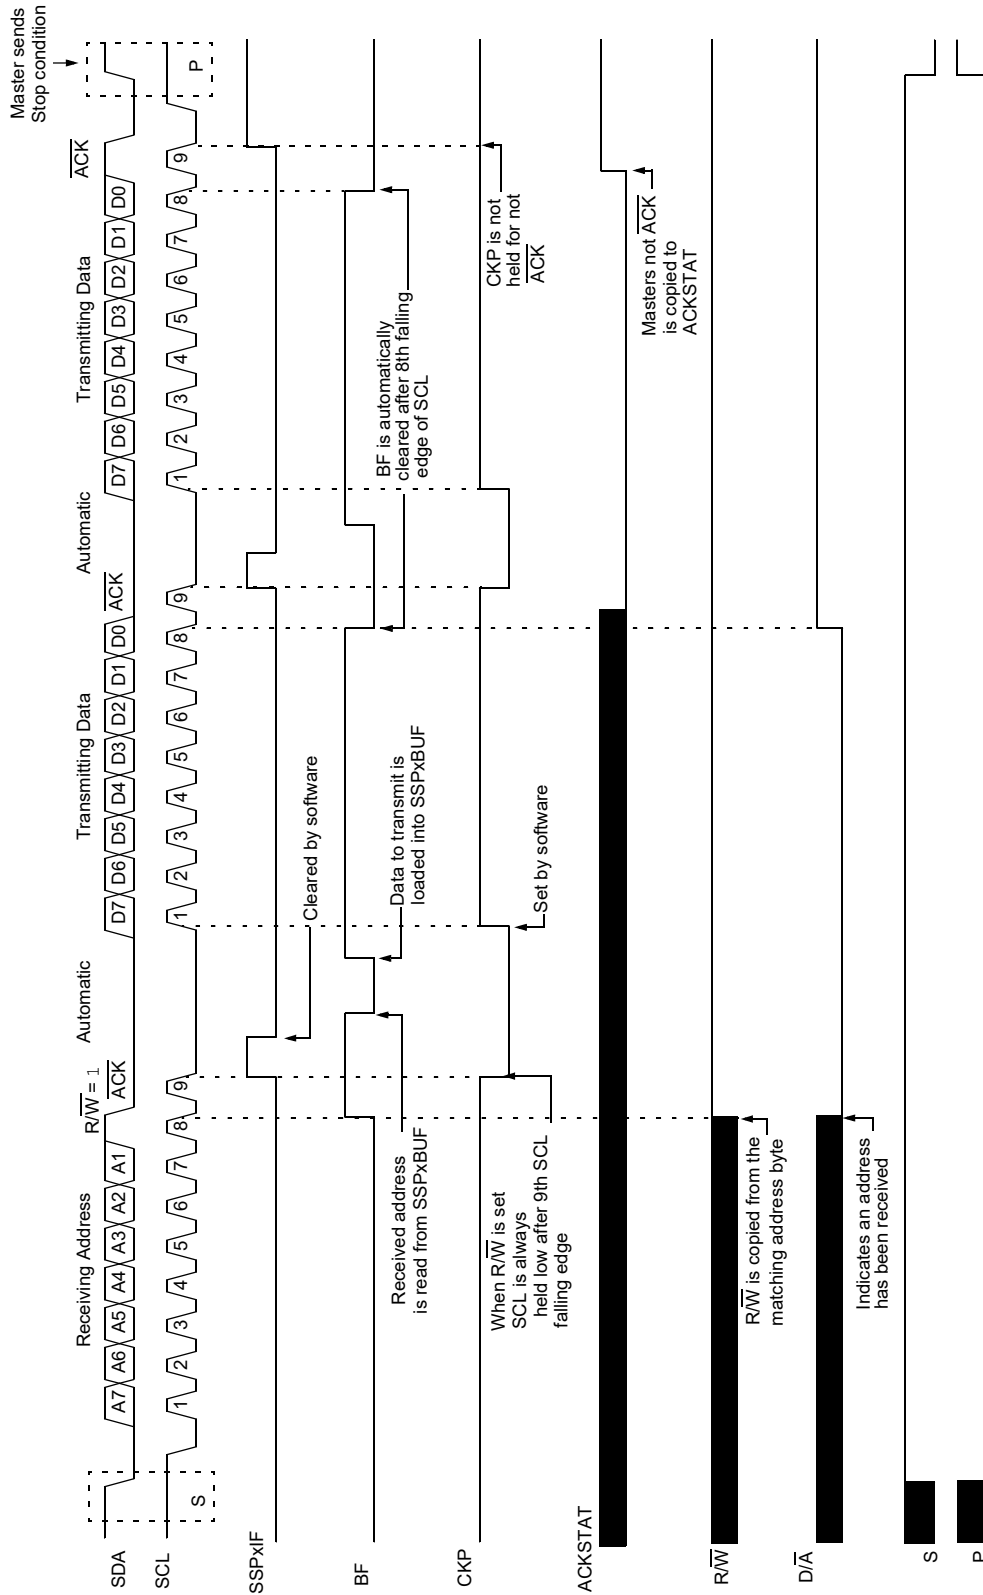 Master sends
Stop condition
Receiving Address
R/W̅ = 1
A̅C̅K̅
Automatic
Transmitting Data
A̅C̅K̅
Automatic
Transmitting Data
A̅C̅K̅
SDA
A7 A6 A5 A4 A3 A2 A1
D7 D6 D5 D4 D3 D2 D1 D0
D7 D6 D5 D4 D3 D2 D1 D0
SCL
S
1 2 3 4 5 6 7 8 9
1 2 3 4 5 6 7 8 9
1 2 3 4 5 6 7 8 9
P
SSPxIF
Cleared by software
BF
Received address
is read from SSPxBUF
Data to transmit is
loaded into SSPxBUF
BF is automatically
cleared after 8th falling
edge of SCL
CKP
When R/W̅ is set
SCL is always
held low after 9th SCL
falling edge
Set by software
CKP is not
held for not
A̅C̅K̅
ACKSTAT
Masters not A̅C̅K̅
is copied to
ACKSTAT
R/W̅
R/W̅ is copied from the
matching address byte
D/A̅
Indicates an address
has been received
S
P